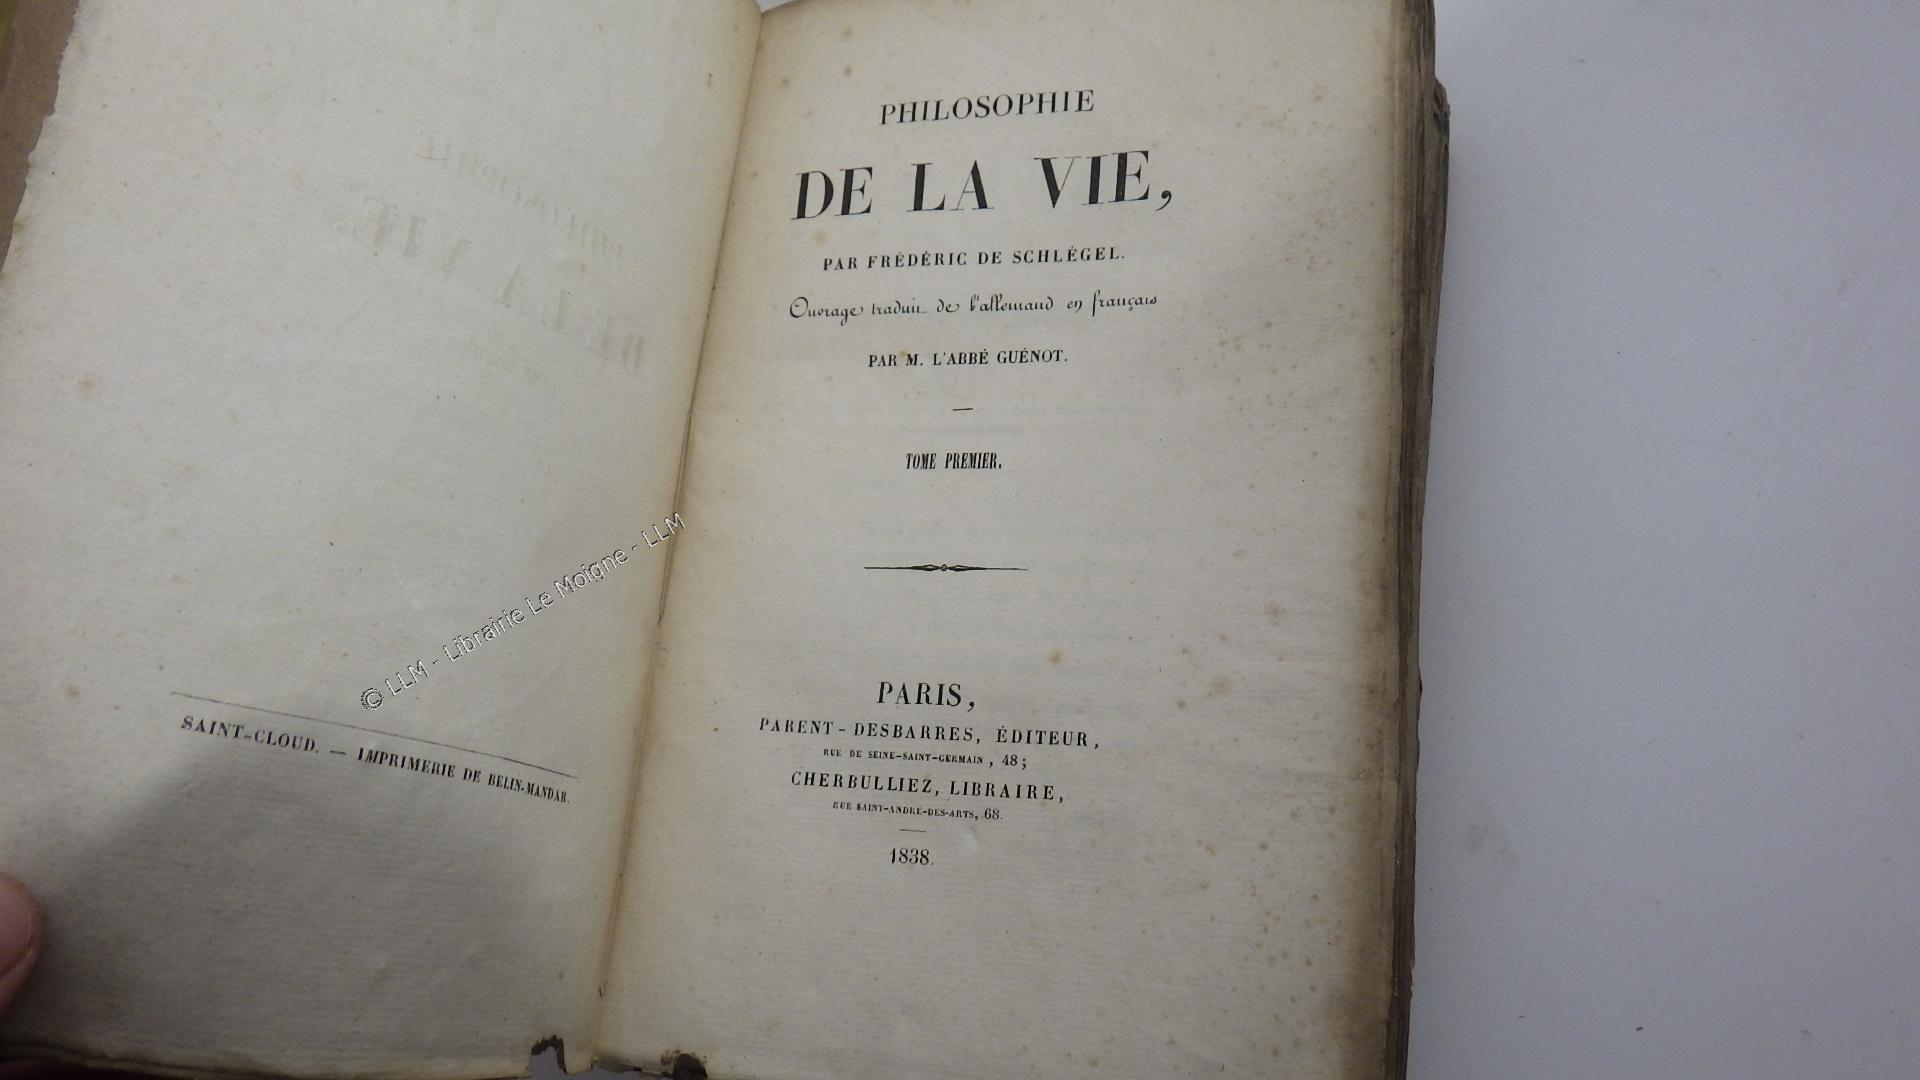 SAINT-CLOUD. — IMPRIMERIE DE BELIN-MANDAR.
© LLM - Librairie Le Moigne - LLM
PHILOSOPHIE
DE LA VIE,
PAR FRÉDÉRIC DE SCHLÉGEL.
Ouvrage traduit de l'allemand en français
PAR M. L'ABBÉ GUÉNOT.
TOME PREMIER.
PARIS,
PARENT-DESBARRES, ÉDITEUR,
RUE DE SEINE-SAINT-GERMAIN, 48;
CHERBULLIEZ, LIBRAIRE,
RUE SAINT-ANDRÉ-DES-ARTS, 68.
1838.